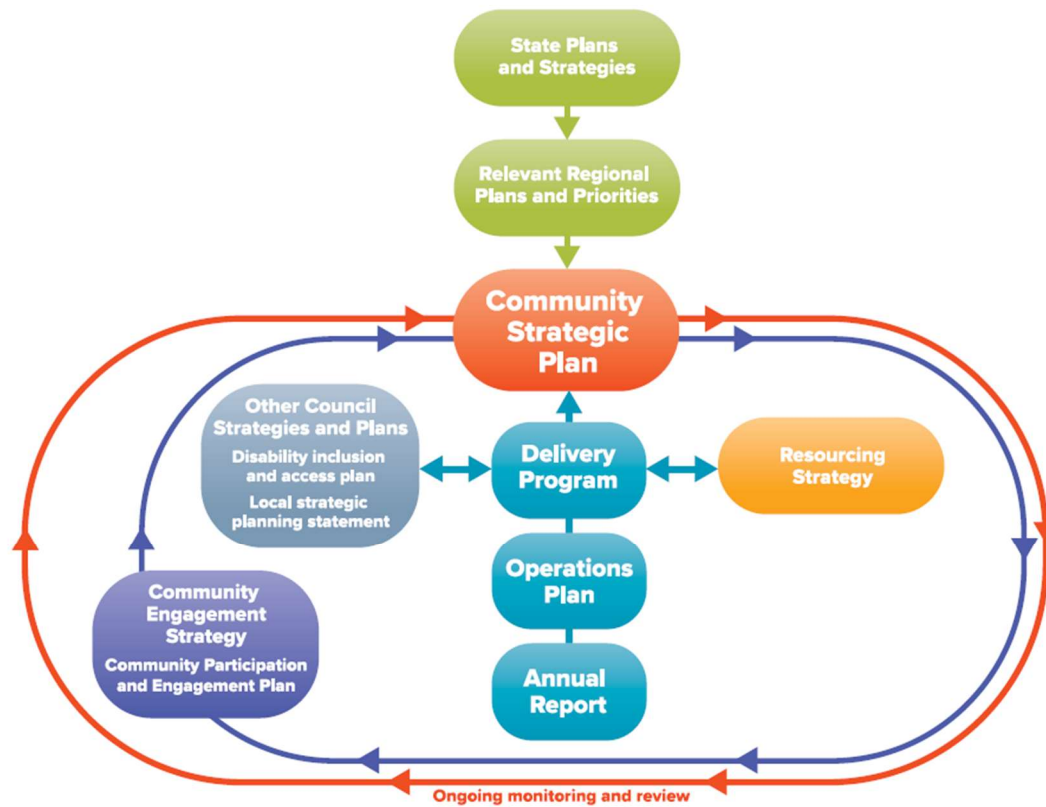 State Plans
and Strategies
Relevant Regional
Plans and Priorities
Community
Strategic
Plan
Other Council
Strategies and Plans
Disability inclusion
and access plan
Local strategic
planning statement
Delivery
Program
Resourcing
Strategy
Operations
Plan
Community
Engagement
Strategy
Community Participation
and Engagement Plan
Annual
Report
Ongoing monitoring and review